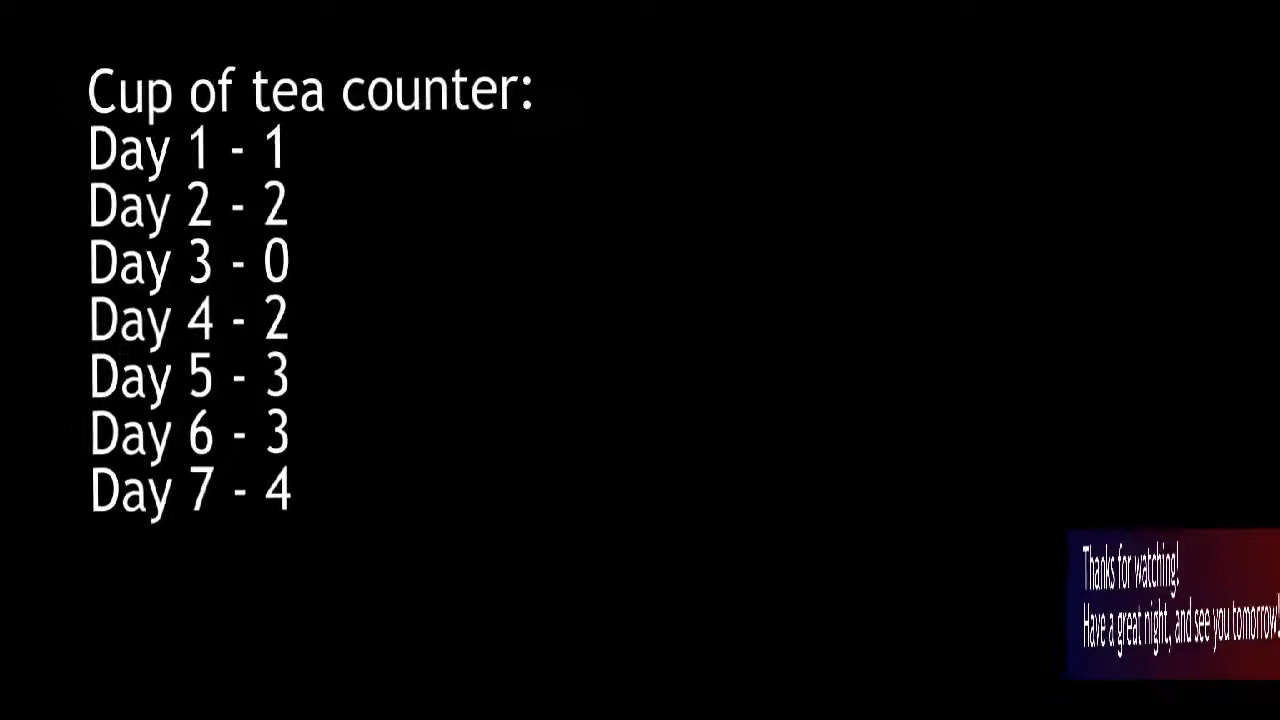 Cup of tea counter:
Day 1 - 1
Day 2 - 2
Day 3 - 0
Day 4 - 2
Day 5 - 3
Day 6 - 3
Day 7 - 4
Thanks for watching!
Have a great night, and see you tomorrow!